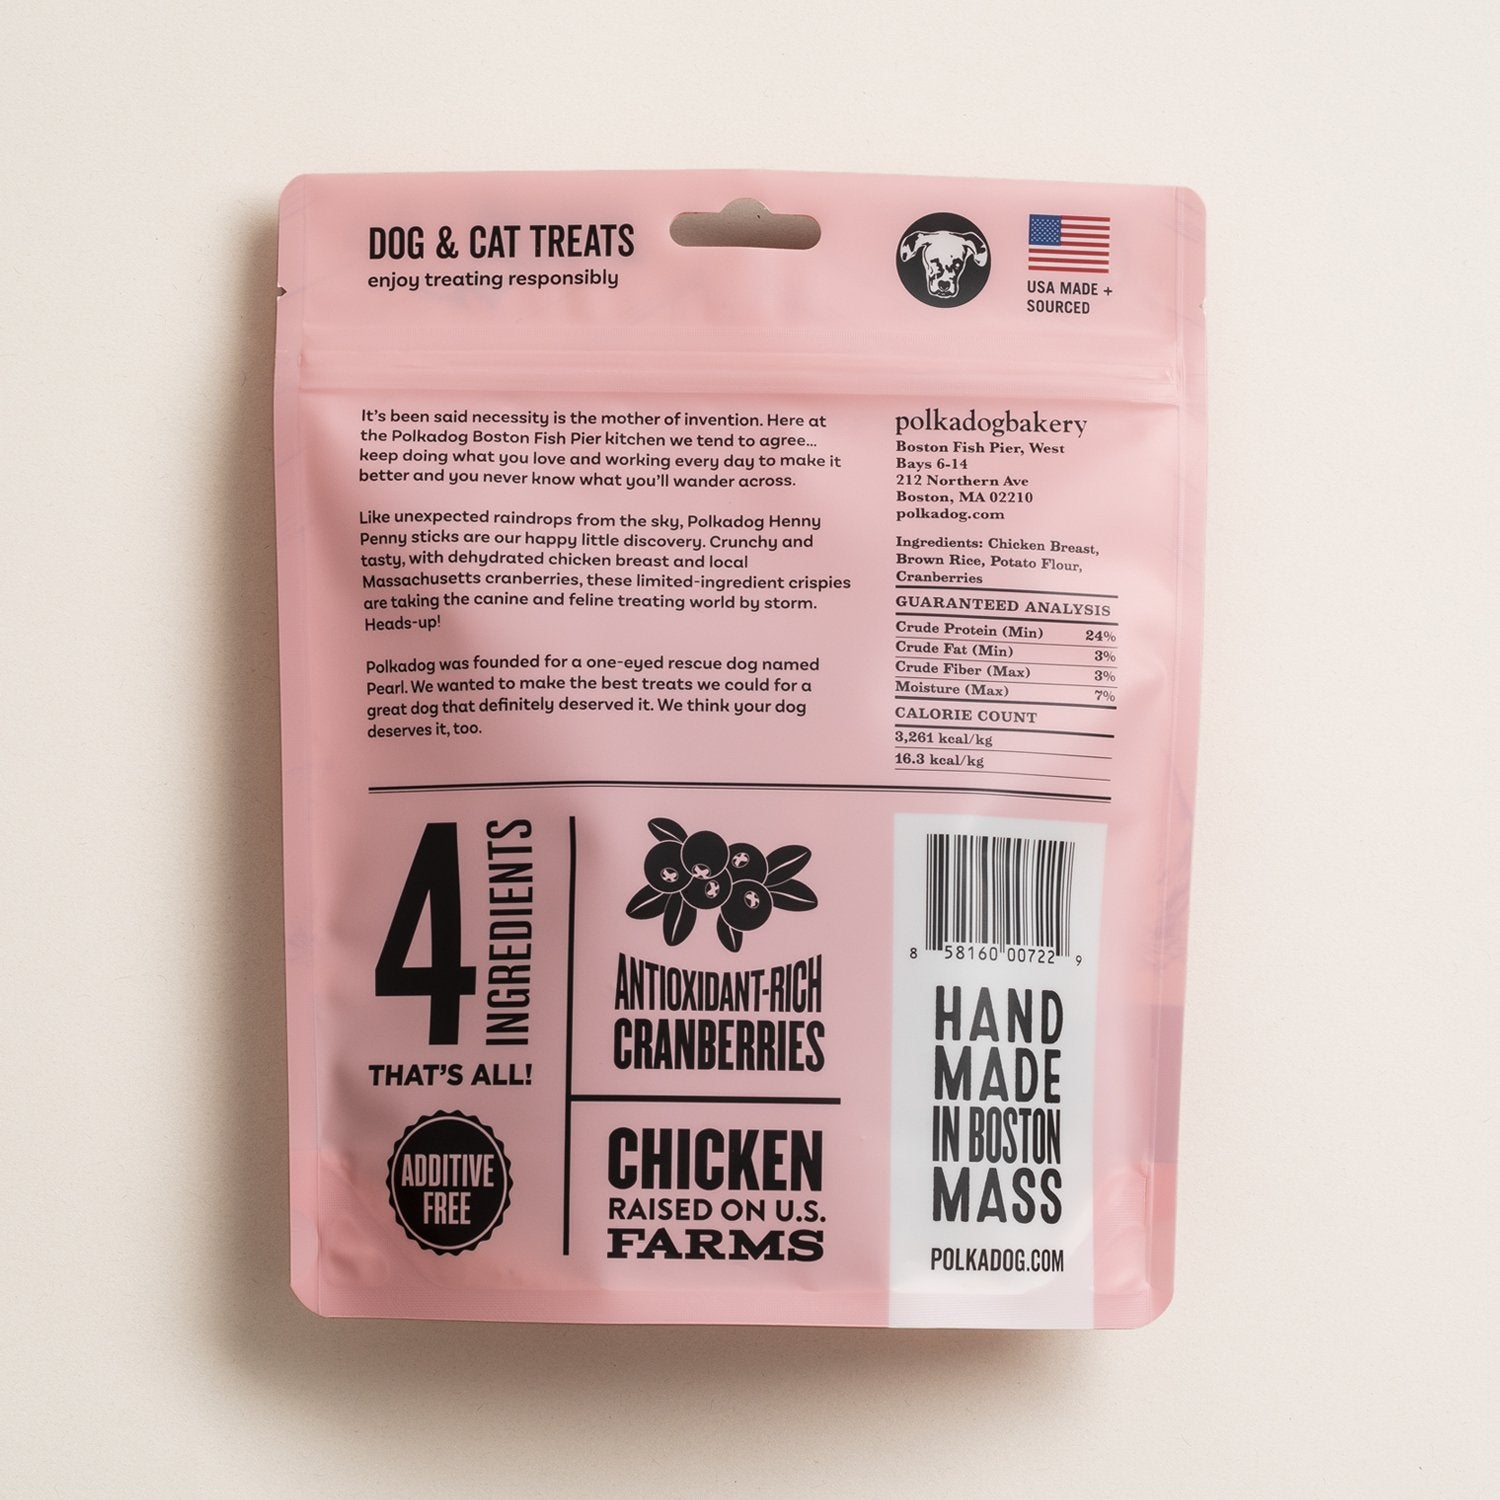 DOG & CAT TREATS
enjoy treating responsibly
USA MADE +
SOURCED
It's been said necessity is the mother of invention. Here at
the Polkadog Boston Fish Pier kitchen we tend to agree...
keep doing what you love and working every day to make it
better and you never know what you'll wander across.
Like unexpected raindrops from the sky, Polkadog Henny
Penny sticks are our happy little discovery. Crunchy and
tasty, with dehydrated chicken breast and local
Massachusetts cranberries, these limited-ingredient crispies
are taking the canine and feline treating world by storm.
Heads-up!
Polkadog was founded for a one-eyed rescue dog named
Pearl. We wanted to make the best treats we could for a
great dog that definitely deserved it. We think your dog
deserves it, too.
polkadogbakery
Boston Fish Pier, West
Bays 6-14
212 Northern Ave
Boston, MA 02210
polkadog.com
Ingredients: Chicken Breast,
Brown Rice, Potato Flour,
Cranberries
GUARANTEED ANALYSIS
Crude Protein (Min) 24%
Crude Fat (Min) 3%
Crude Fiber (Max) 3%
Moisture (Max) 7%
CALORIE COUNT
3,261 kcal/kg
16.3 kcal/kg
4 INGREDIENTS
THAT'S ALL!
ADDITIVE
FREE
ANTIOXIDANT-RICH
CRANBERRIES
CHICKEN
RAISED ON U.S.
FARMS
8 58160 00722 9
HAND
MADE
IN BOSTON
MASS
POLKADOG.COM